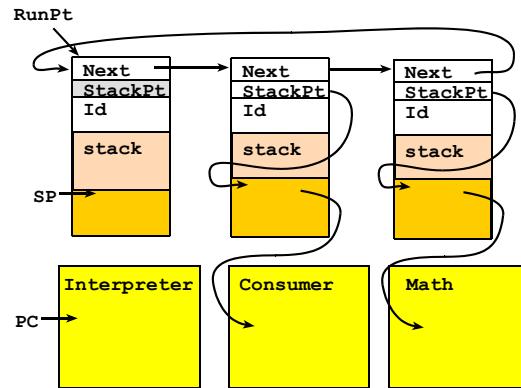 RunPt
Next
StackPt
Id
stack
SP
Next
StackPt
Id
stack
Next
StackPt
Id
stack
PC
Interpreter
Consumer
Math